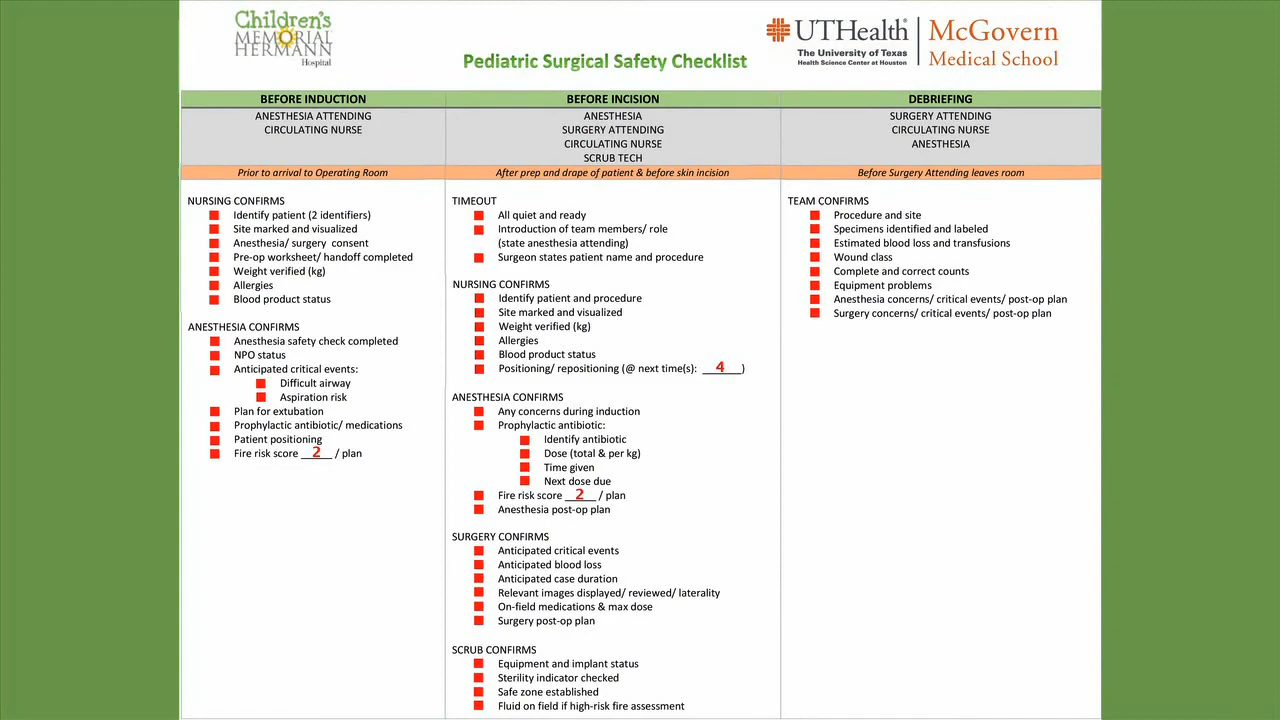 Children's
MEMORIAL
HERMANN
Hospital
Pediatric Surgical Safety Checklist
UTHealth
The University of Texas
Health Science Center at Houston
McGovern
Medical School
BEFORE INDUCTION
ANESTHESIA ATTENDING
CIRCULATING NURSE
Prior to arrival to Operating Room
NURSING CONFIRMS
Identify patient (2 identifiers)
Site marked and visualized
Anesthesia/ surgery consent
Pre-op worksheet/ handoff completed
Weight verified (kg)
Allergies
Blood product status
ANESTHESIA CONFIRMS
Anesthesia safety check completed
NPO status
Anticipated critical events:
Difficult airway
Aspiration risk
Plan for extubation
Prophylactic antibiotic/ medications
Patient positioning
Fire risk score __2__ / plan
BEFORE INCISION
ANESTHESIA
SURGERY ATTENDING
CIRCULATING NURSE
SCRUB TECH
After prep and drape of patient & before skin incision
TIMEOUT
All quiet and ready
Introduction of team members/ role
(state anesthesia attending)
Surgeon states patient name and procedure
NURSING CONFIRMS
Identify patient and procedure
Site marked and visualized
Weight verified (kg)
Allergies
Blood product status
Positioning/ repositioning (@ next time(s): __4__)
ANESTHESIA CONFIRMS
Any concerns during induction
Prophylactic antibiotic:
Identify antibiotic
Dose (total & per kg)
Time given
Next dose due
Fire risk score __2__ / plan
Anesthesia post-op plan
SURGERY CONFIRMS
Anticipated critical events
Anticipated blood loss
Anticipated case duration
Relevant images displayed/ reviewed/ laterality
On-field medications & max dose
Surgery post-op plan
SCRUB CONFIRMS
Equipment and implant status
Sterility indicator checked
Safe zone established
Fluid on field if high-risk fire assessment
DEBRIEFING
SURGERY ATTENDING
CIRCULATING NURSE
ANESTHESIA
Before Surgery Attending leaves room
TEAM CONFIRMS
Procedure and site
Specimens identified and labeled
Estimated blood loss and transfusions
Wound class
Complete and correct counts
Equipment problems
Anesthesia concerns/ critical events/ post-op plan
Surgery concerns/ critical events/ post-op plan